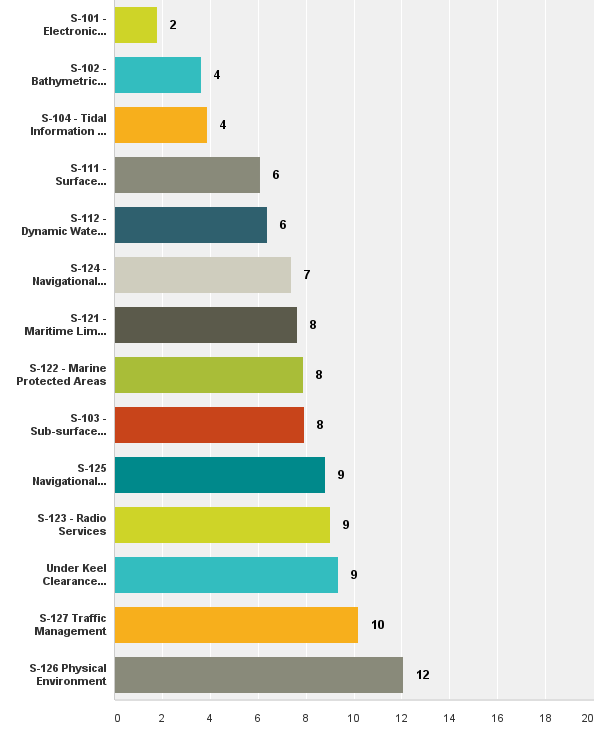 S-101 -
Electronic...
2
S-102 -
Bathymetric...
4
S-104 - Tidal
Information ...
4
S-111 -
Surface...
6
S-112 -
Dynamic Wate...
6
S-124 -
Navigational...
7
S-121 -
Maritime Lim...
8
S-122 - Marine
Protected Areas
8
S-103 -
Sub-surface...
8
S-125
Navigational...
9
S-123 - Radio
Services
9
Under Keel
Clearance...
9
S-127 Traffic
Management
10
S-126 Physical
Environment
12
0 2 4 6 8 10 12 14 16 18 20